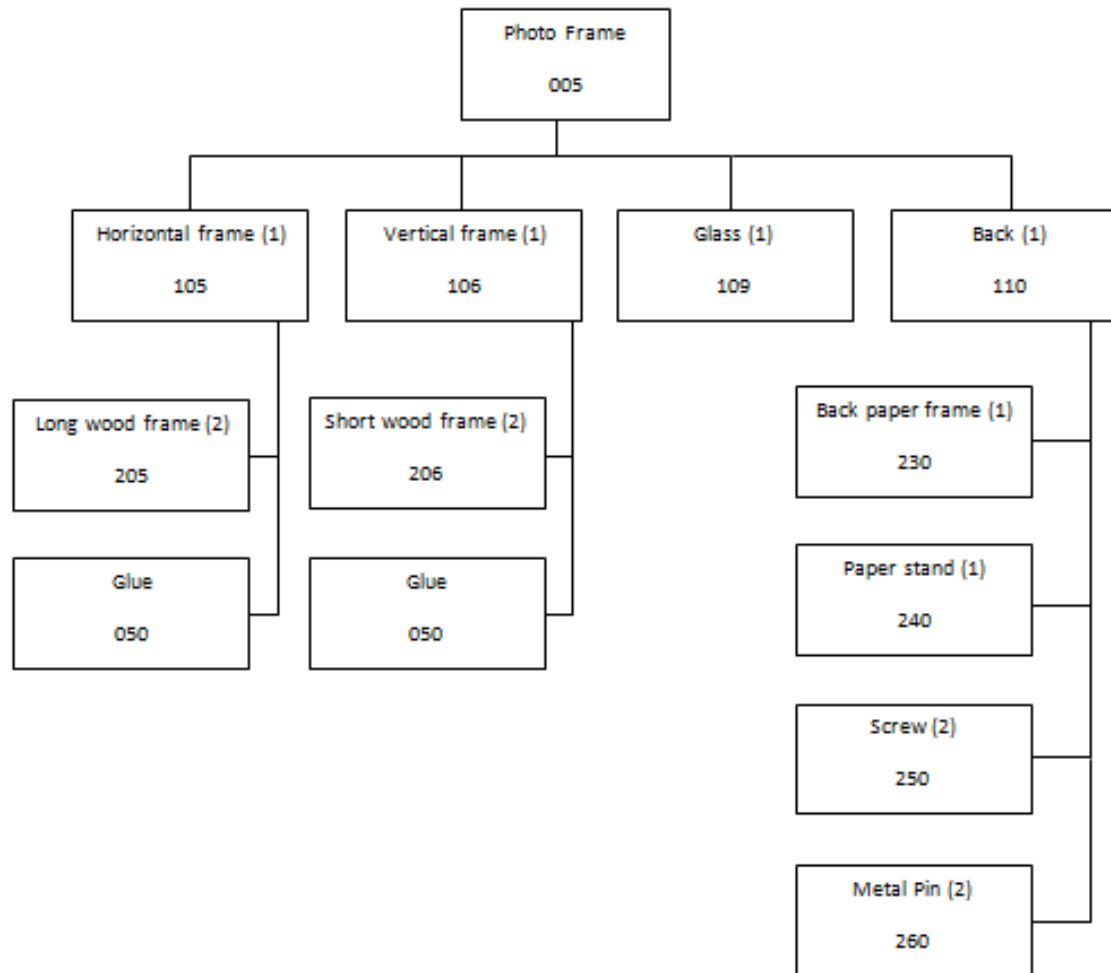 Photo Frame
005
Horizontal frame (1)
105
Vertical frame (1)
106
Glass (1)
109
Back (1)
110
Long wood frame (2)
205
Glue
050
Short wood frame (2)
206
Glue
050
Back paper frame (1)
230
Paper stand (1)
240
Screw (2)
250
Metal Pin (2)
260